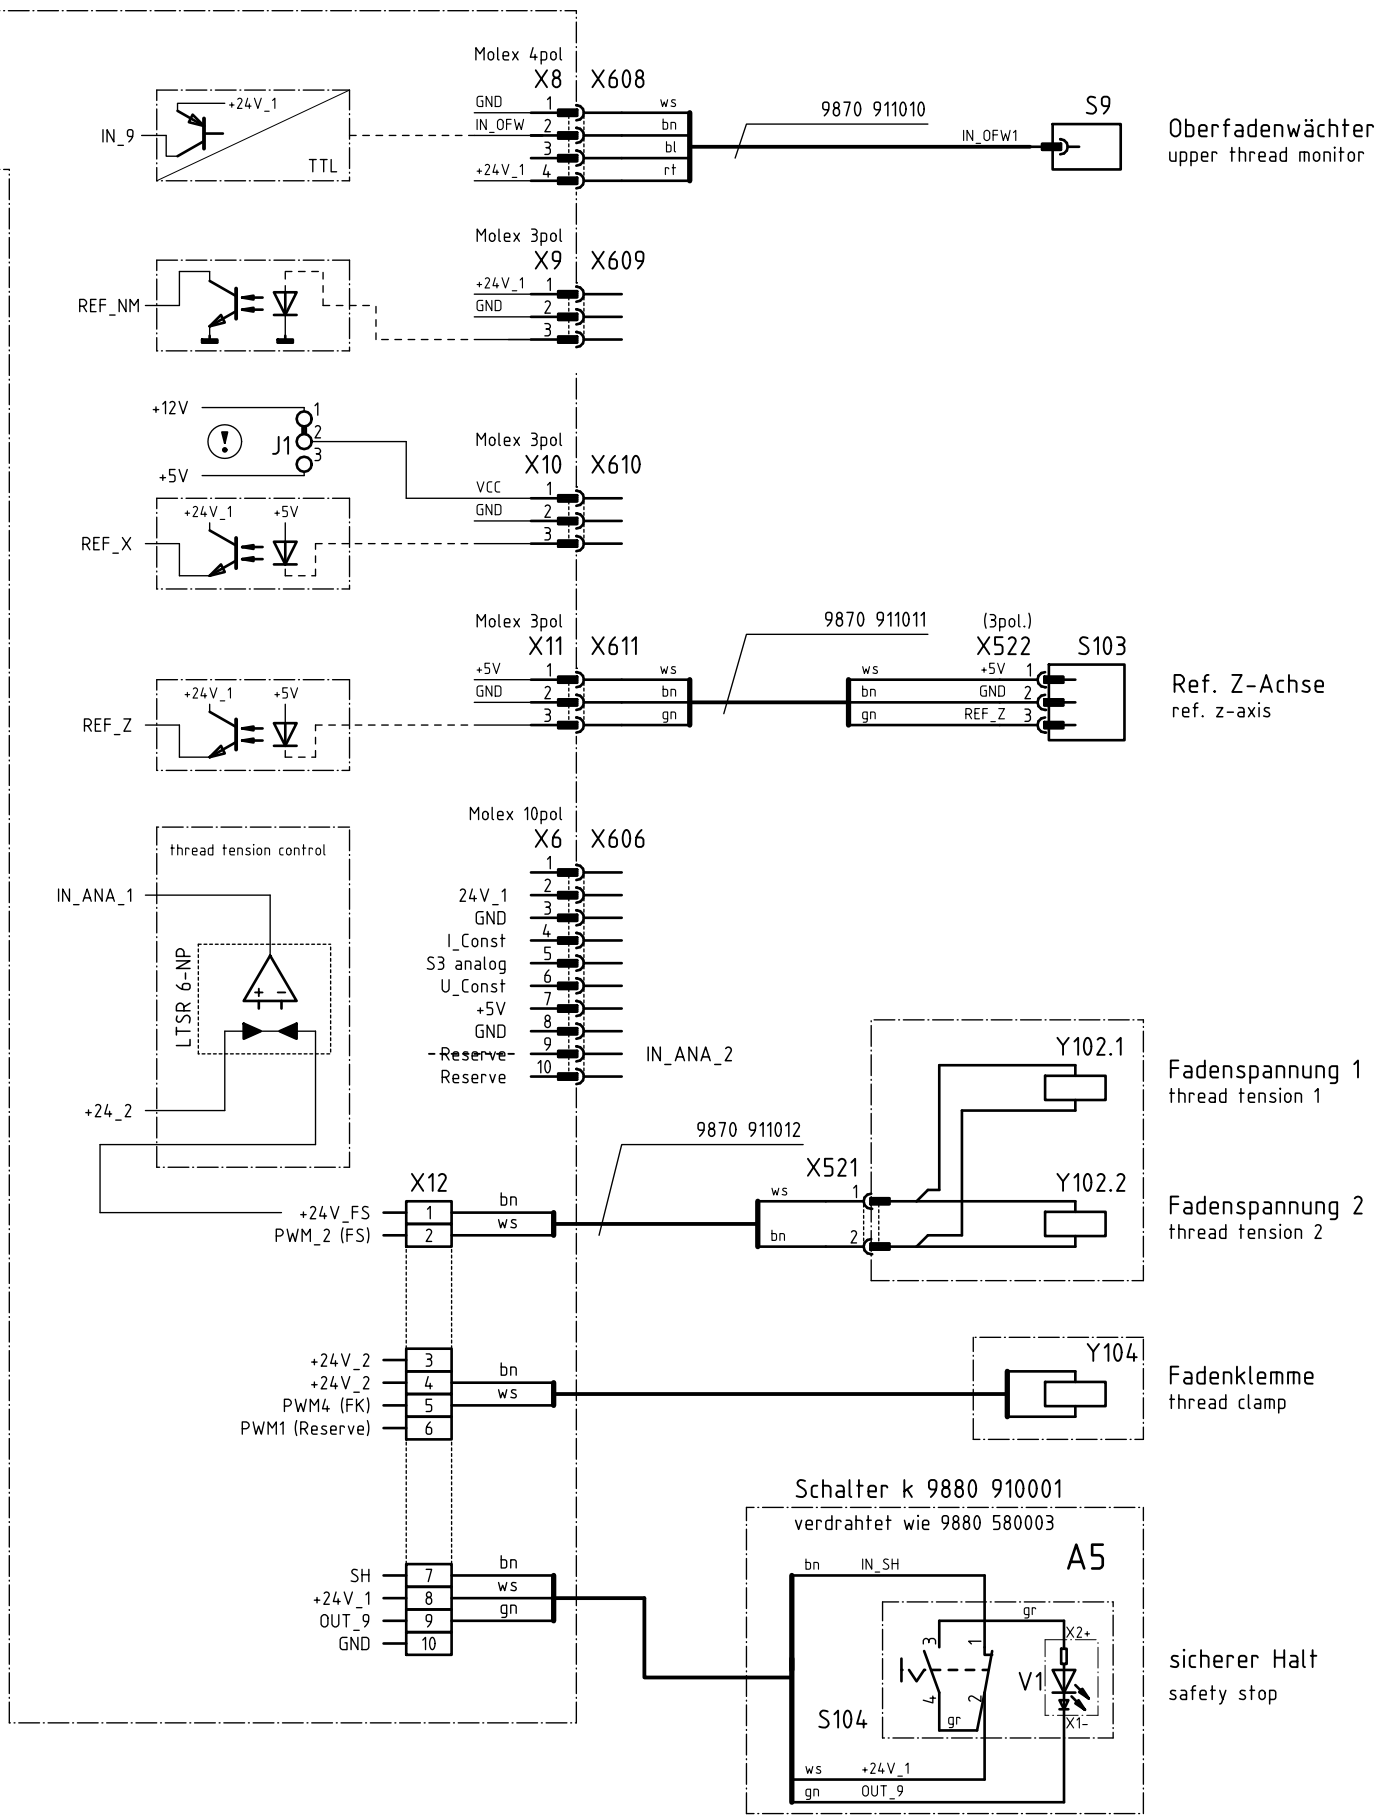 Molex 4pol
X8 X608
+24V_1
IN_9
TTL
GND 1 ws
IN_OFW 2 bn
3 bl
+24V_1 4 rt
9870 911010
IN_OFW1
S9
Oberfadenwächter
upper thread monitor
Molex 3pol
X9 X609
REF_NM
+24V_1 1
GND 2
3
+12V
1
2
3
J1
!
+5V
Molex 3pol
X10 X610
VCC 1
GND 2
3
+24V_1 +5V
REF_X
Molex 3pol
X11 X611
+5V 1 ws
GND 2 bn
3 gn
+24V_1 +5V
REF_Z
9870 911011
(3pol.)
X522 S103
ws +5V 1
bn GND 2
gn REF_Z 3
Ref. Z-Achse
ref. z-axis
Molex 10pol
X6 X606
thread tension control
IN_ANA_1
LTSR 6-NP
+ -
+24_2
1
24V_1 2
GND 3
I_Const 4
S3 analog 5
U_Const 6
+5V 7
GND 8
Reserve 9 IN_ANA_2
Reserve 10
9870 911012
X12
+24V_FS 1 bn
PWM_2 (FS) 2 ws
X521
ws 1
bn 2
Y102.1
Fadenspannung 1
thread tension 1
Y102.2
Fadenspannung 2
thread tension 2
+24V_2 3
+24V_2 4 bn
PWM4 (FK) 5 ws
PWM1 (Reserve) 6
Y104
Fadenklemme
thread clamp
SH 7 bn
+24V_1 8 ws
OUT_9 9 gn
GND 10
Schalter k 9880 910001
verdrahtet wie 9880 580003
A5
bn IN_SH
gr
3 1
X2+
V1
4 2
X1-
gr
S104
ws +24V_1
gn OUT_9
sicherer Halt
safety stop